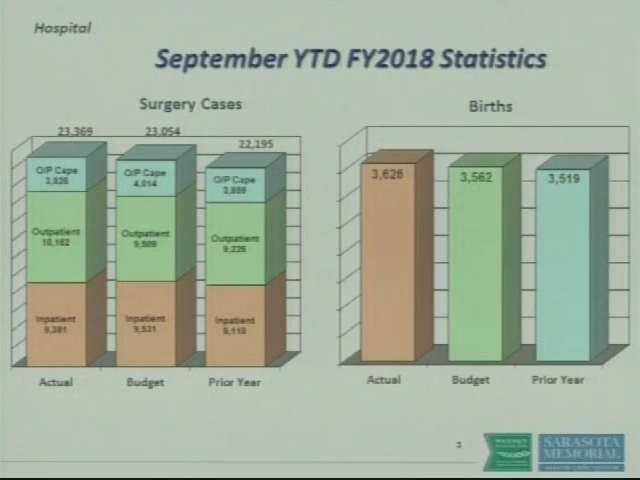 Hospital
September YTD FY2018 Statistics
Surgery Cases
23,369
23,054
22,195
O/P Cape
3,826
O/P Cape
4,014
O/P Cape
3,859
Outpatient
10,162
Outpatient
9,509
Outpatient
9,226
Inpatient
9,381
Inpatient
9,531
Inpatient
9,110
Actual
Budget
Prior Year
Births
3,626
3,562
3,519
Actual
Budget
Prior Year
3
MAGNET
SARASOTA
MEMORIAL